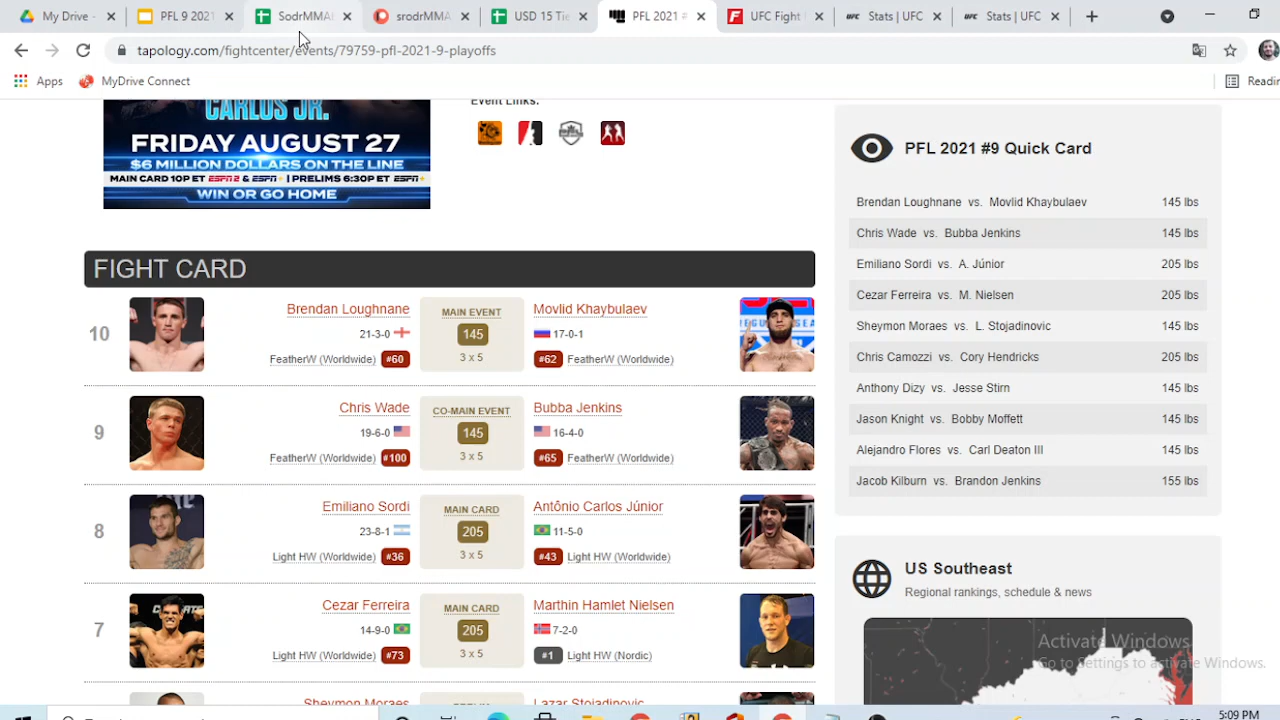 My Drive
PFL 9 2021
SodrMMA
srodrMMA
USD 15 Tie
PFL 2021 #
UFC Fight
Stats | UFC
Stats | UFC
tapology.com/fightcenter/events/79759-pfl-2021-9-playoffs
Apps
MyDrive Connect
Readin
CARLOS JR.
FRIDAY AUGUST 27
$6 MILLION DOLLARS ON THE LINE
MAIN CARD 10P ET ESPN2 & ESPN+ | PRELIMS 6:30P ET ESPN+
WIN OR GO HOME
Event Links:
FIGHT CARD
10
Brendan Loughnane
21-3-0
FeatherW (Worldwide) #60
MAIN EVENT
145
3 x 5
Movlid Khaybulaev
17-0-1
#62 FeatherW (Worldwide)
9
Chris Wade
19-6-0
FeatherW (Worldwide) #100
CO-MAIN EVENT
145
3 x 5
Bubba Jenkins
16-4-0
#65 FeatherW (Worldwide)
8
Emiliano Sordi
23-8-1
Light HW (Worldwide) #36
MAIN CARD
205
3 x 5
Antônio Carlos Júnior
11-5-0
#43 Light HW (Worldwide)
7
Cezar Ferreira
14-9-0
Light HW (Worldwide) #73
MAIN CARD
205
3 x 5
Marthin Hamlet Nielsen
7-2-0
#1 Light HW (Nordic)
Sheymon Moraes
Lazar Stojadinovic
PFL 2021 #9 Quick Card
Brendan Loughnane vs. Movlid Khaybulaev 145 lbs
Chris Wade vs. Bubba Jenkins 145 lbs
Emiliano Sordi vs. A. Júnior 205 lbs
Cezar Ferreira vs. M. Nielsen 205 lbs
Sheymon Moraes vs. L. Stojadinovic 145 lbs
Chris Camozzi vs. Cory Hendricks 205 lbs
Anthony Dizy vs. Jesse Stirn 145 lbs
Jason Knight vs. Bobby Moffett 145 lbs
Alejandro Flores vs. Carl Deaton III 145 lbs
Jacob Kilburn vs. Brandon Jenkins 155 lbs
US Southeast
Regional rankings, schedule & news
Activate Windows
Go to Settings to activate Windows.
5:09 PM